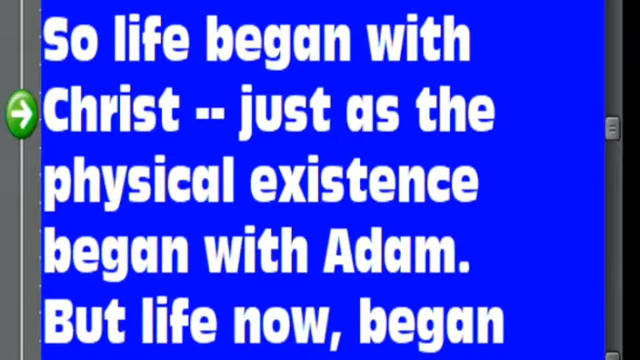 So life began with
Christ -- just as the
physical existence
began with Adam.
But life now, began